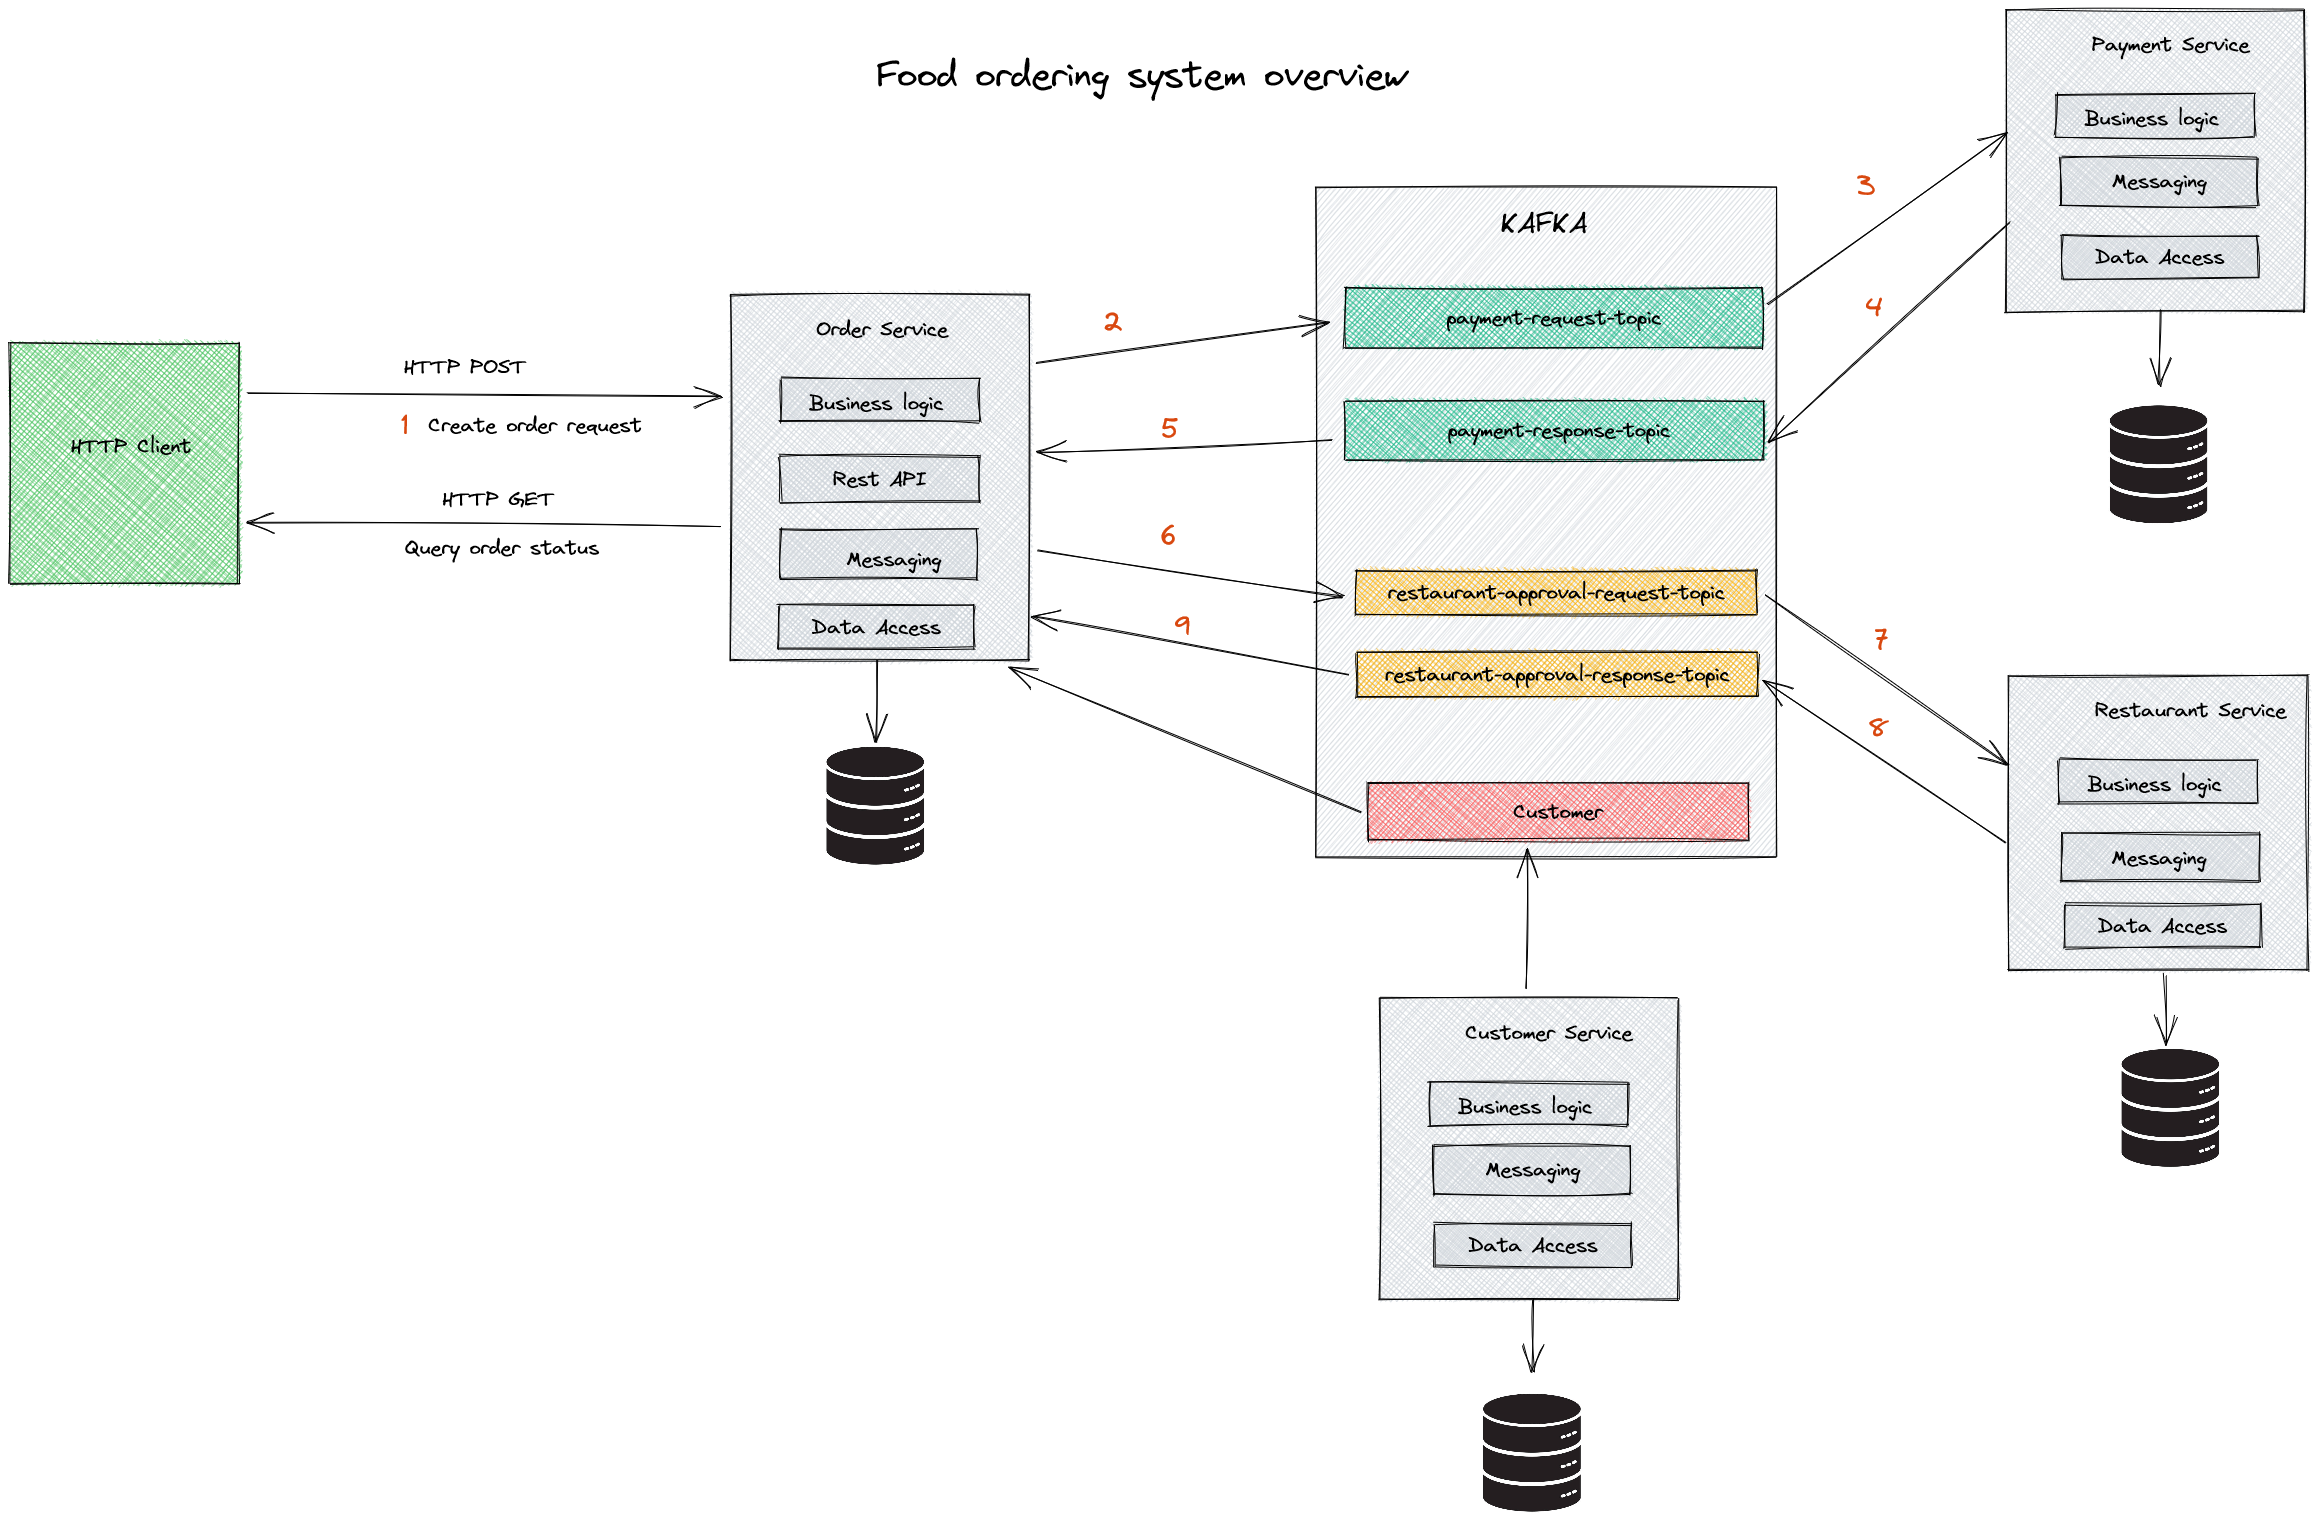 Food ordering system overview
HTTP Client
HTTP POST
1 Create order request
HTTP GET
Query order status
Order Service
Business logic
Rest API
Messaging
Data Access
2
5
6
9
KAFKA
payment-request-topic
payment-response-topic
restaurant-approval-request-topic
restaurant-approval-response-topic
Customer
3
4
7
8
Payment Service
Business logic
Messaging
Data Access
Restaurant Service
Business logic
Messaging
Data Access
Customer Service
Business logic
Messaging
Data Access